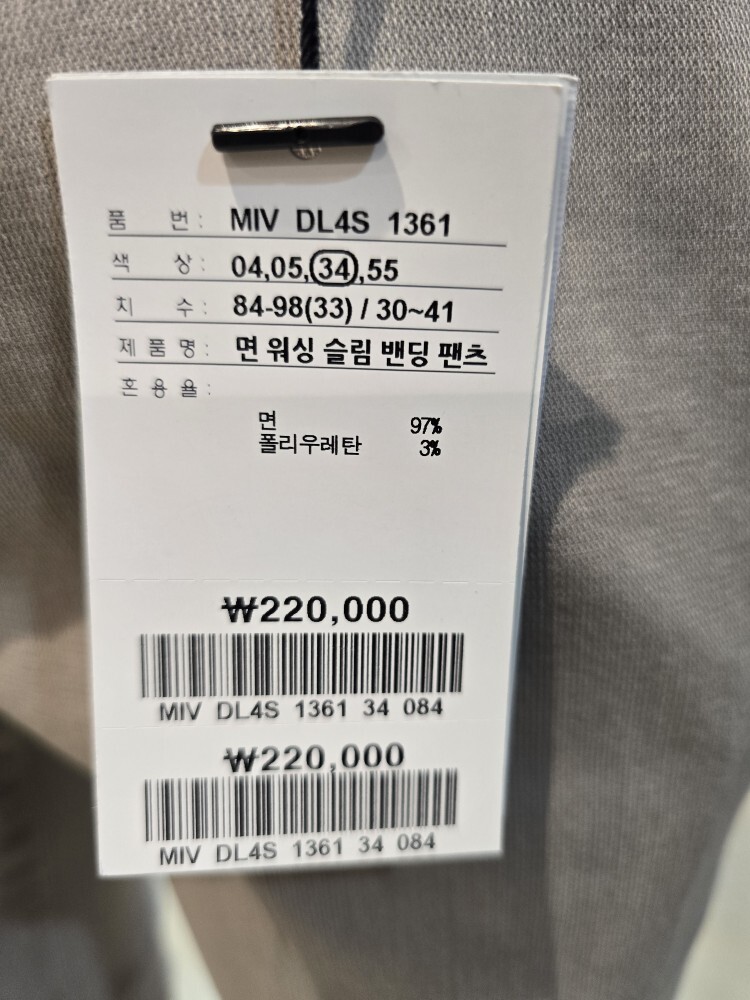 품 번 : MIV DL4S 1361
색 상 : 04,05,34,55
치 수 : 84-98(33) / 30~41
제 품 명 : 면 워싱 슬림 밴딩 팬츠
혼 용 율 :
면 97%
폴리우레탄 3%
₩220,000
MIV DL4S 1361 34 084
₩220,000
MIV DL4S 1361 34 084